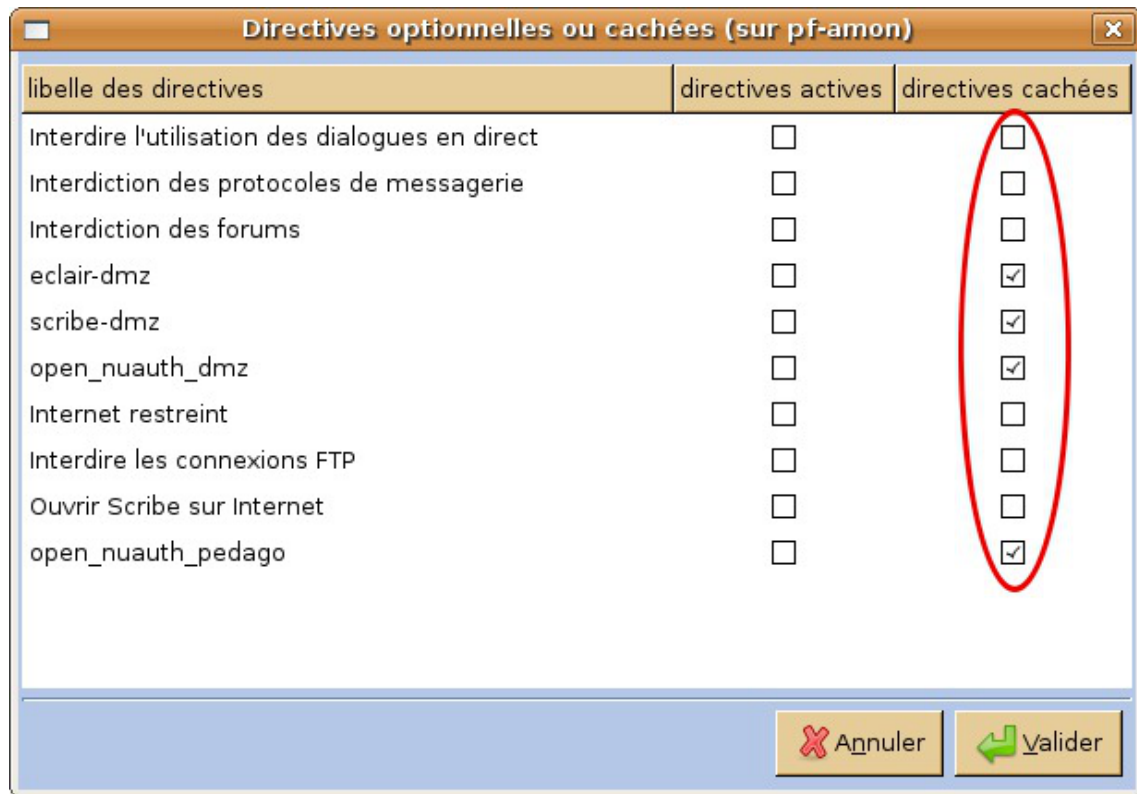 Directives optionnelles ou cachées (sur pf-amon)
libelle des directives directives actives directives cachées
Interdire l'utilisation des dialogues en direct
Interdiction des protocoles de messagerie
Interdiction des forums
eclair-dmz
scribe-dmz
open_nuauth_dmz
Internet restreint
Interdire les connexions FTP
Ouvrir Scribe sur Internet
open_nuauth_pedago
Annuler Valider